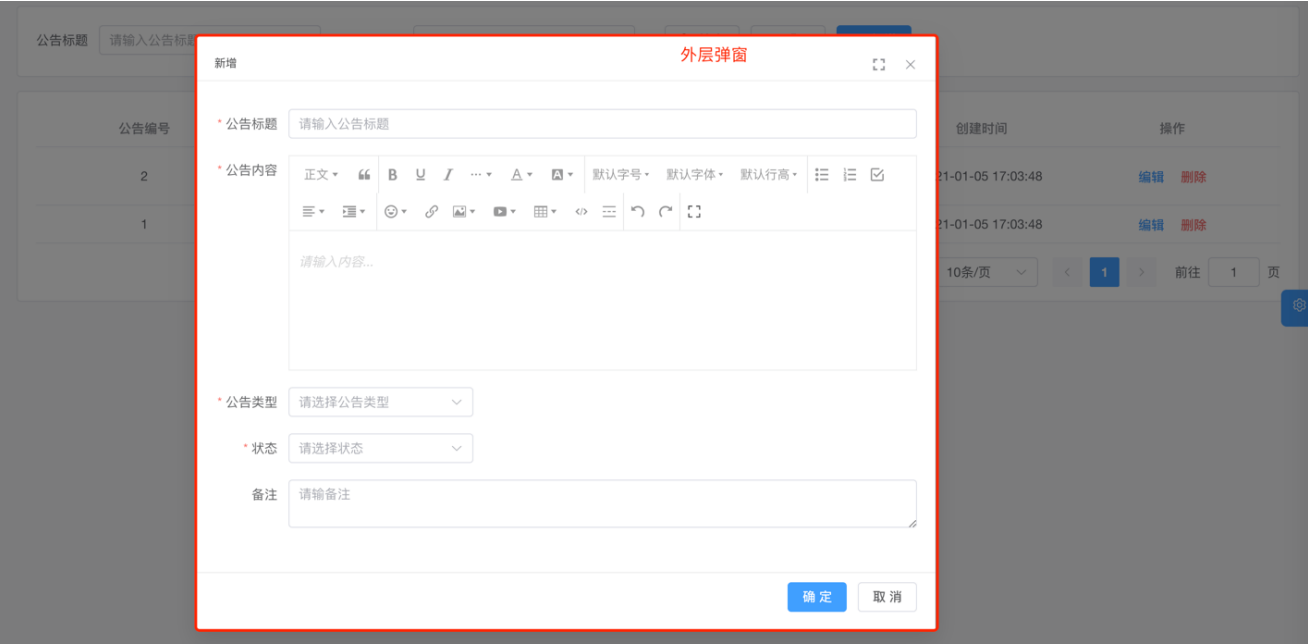 公告标题 请输入公告标题
外层弹窗
新增
公告编号 创建时间 操作
* 公告标题 请输入公告标题
* 公告内容 正文 B U I ... A A 默认字号 默认字体 默认行高
2 21-01-05 17:03:48 编辑 删除
1 21-01-05 17:03:48 编辑 删除
请输入内容...
10条/页 1 前往 1 页
* 公告类型 请选择公告类型
* 状态 请选择状态
备注 请输备注
确定 取消